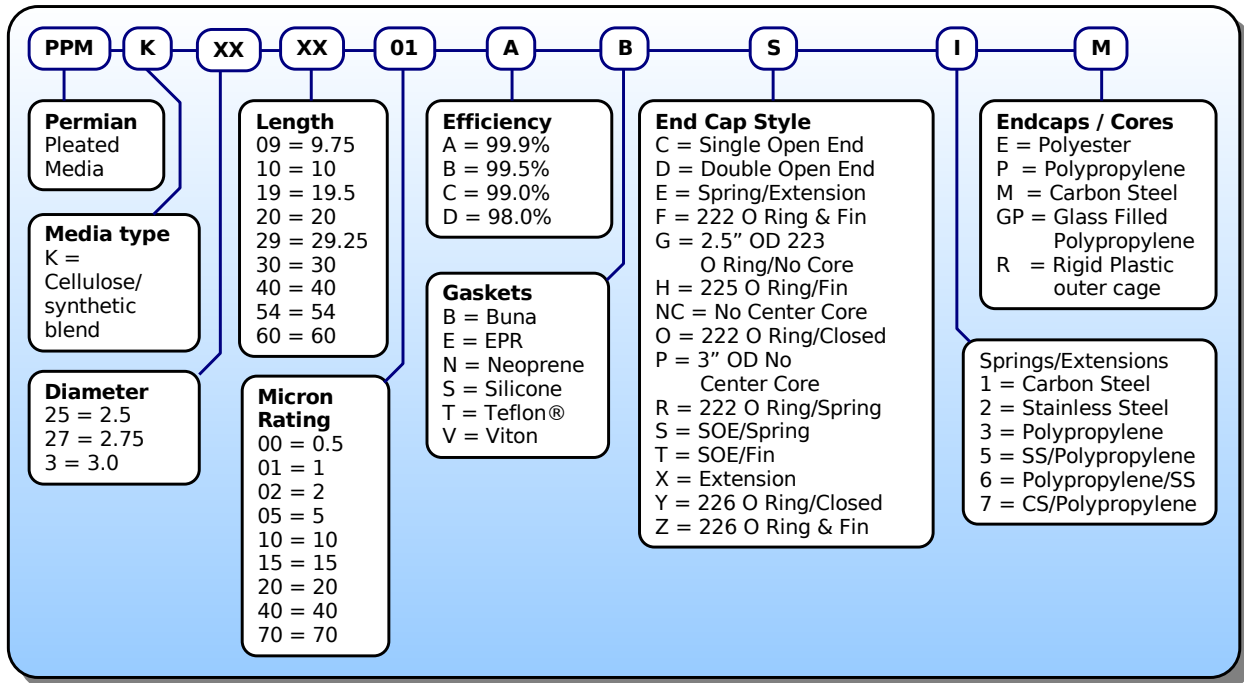 PPM K XX XX 01 A B S I M
Permian
Pleated
Media
Media type
K =
Cellulose/
synthetic
blend
Diameter
25 = 2.5
27 = 2.75
3 = 3.0
Length
09 = 9.75
10 = 10
19 = 19.5
20 = 20
29 = 29.25
30 = 30
40 = 40
54 = 54
60 = 60
Micron
Rating
00 = 0.5
01 = 1
02 = 2
05 = 5
10 = 10
15 = 15
20 = 20
40 = 40
70 = 70
Efficiency
A = 99.9%
B = 99.5%
C = 99.0%
D = 98.0%
Gaskets
B = Buna
E = EPR
N = Neoprene
S = Silicone
T = Teflon®
V = Viton
End Cap Style
C = Single Open End
D = Double Open End
E = Spring/Extension
F = 222 O Ring & Fin
G = 2.5” OD 223
O Ring/No Core
H = 225 O Ring/Fin
NC = No Center Core
O = 222 O Ring/Closed
P = 3” OD No
Center Core
R = 222 O Ring/Spring
S = SOE/Spring
T = SOE/Fin
X = Extension
Y = 226 O Ring/Closed
Z = 226 O Ring & Fin
Endcaps / Cores
E = Polyester
P = Polypropylene
M = Carbon Steel
GP = Glass Filled
Polypropylene
R = Rigid Plastic
outer cage
Springs/Extensions
1 = Carbon Steel
2 = Stainless Steel
3 = Polypropylene
5 = SS/Polypropylene
6 = Polypropylene/SS
7 = CS/Polypropylene